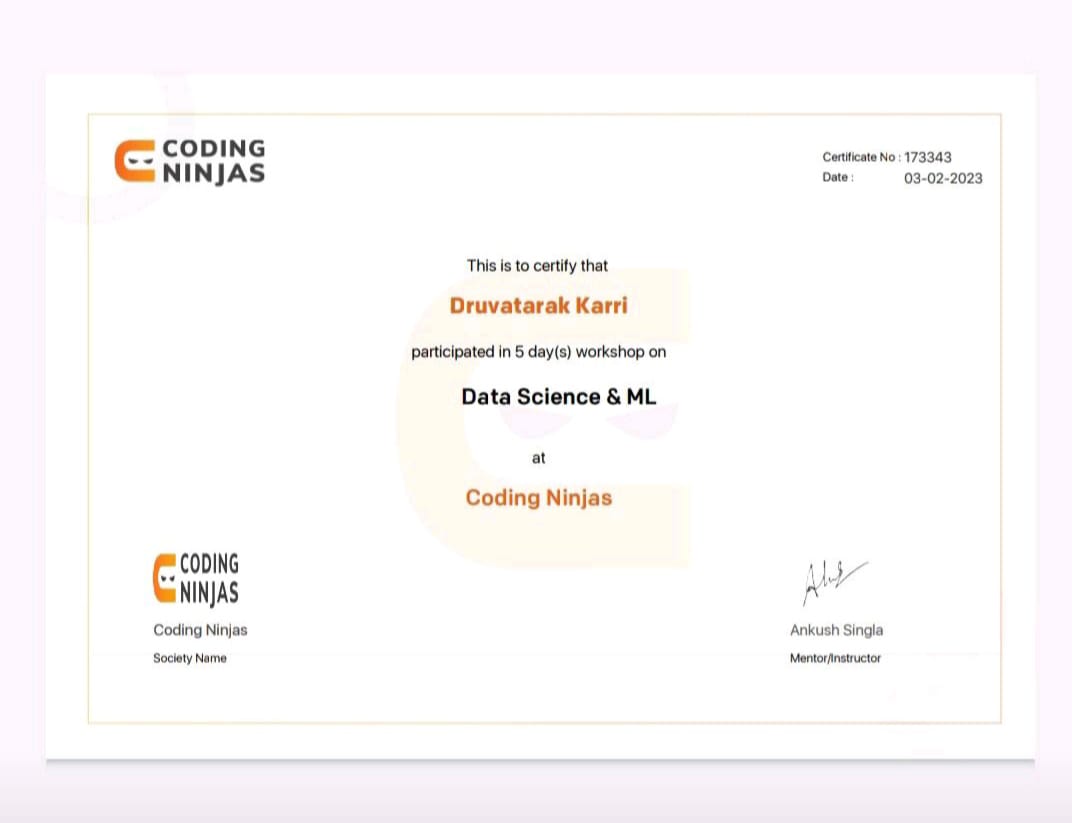 CODING
NINJAS
Certificate No : 173343
Date : 03-02-2023
This is to certify that
Druvatarak Karri
participated in 5 day(s) workshop on
Data Science & ML
at
Coding Ninjas
CODING
NINJAS
Coding Ninjas
Society Name
Ankush Singla
Mentor/Instructor